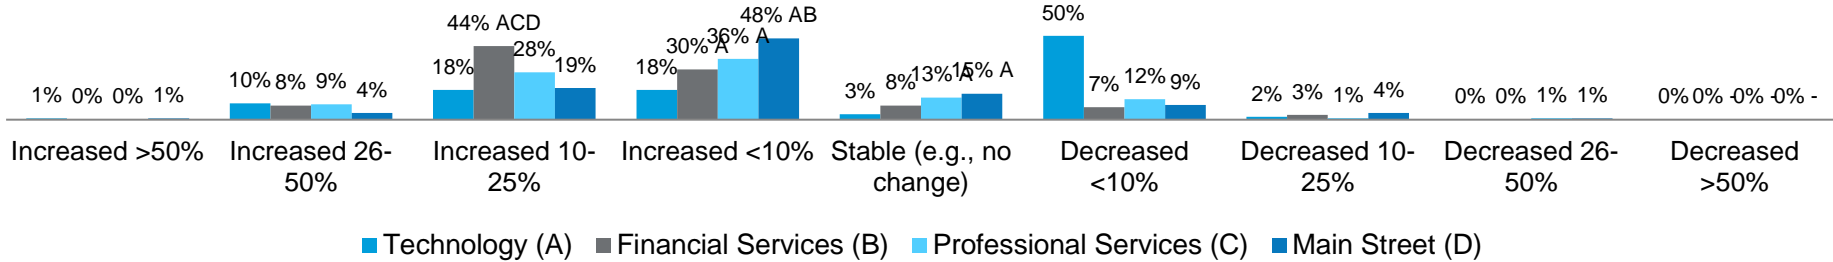 1% 0% 0% 1%
10% 8% 9% 4%
18% 44% ACD 28% 19%
18% 30% A 36% A 48% AB
3% 8% 13% A 15% A
50% 7% 12% 9%
2% 3% 1% 4%
0% 0% 1% 1%
0% 0% - 0% - 0% -
Increased >50%
Increased 26-
50%
Increased 10-
25%
Increased <10%
Stable (e.g., no
change)
Decreased
<10%
Decreased 10-
25%
Decreased 26-
50%
Decreased
>50%
Technology (A) Financial Services (B) Professional Services (C) Main Street (D)